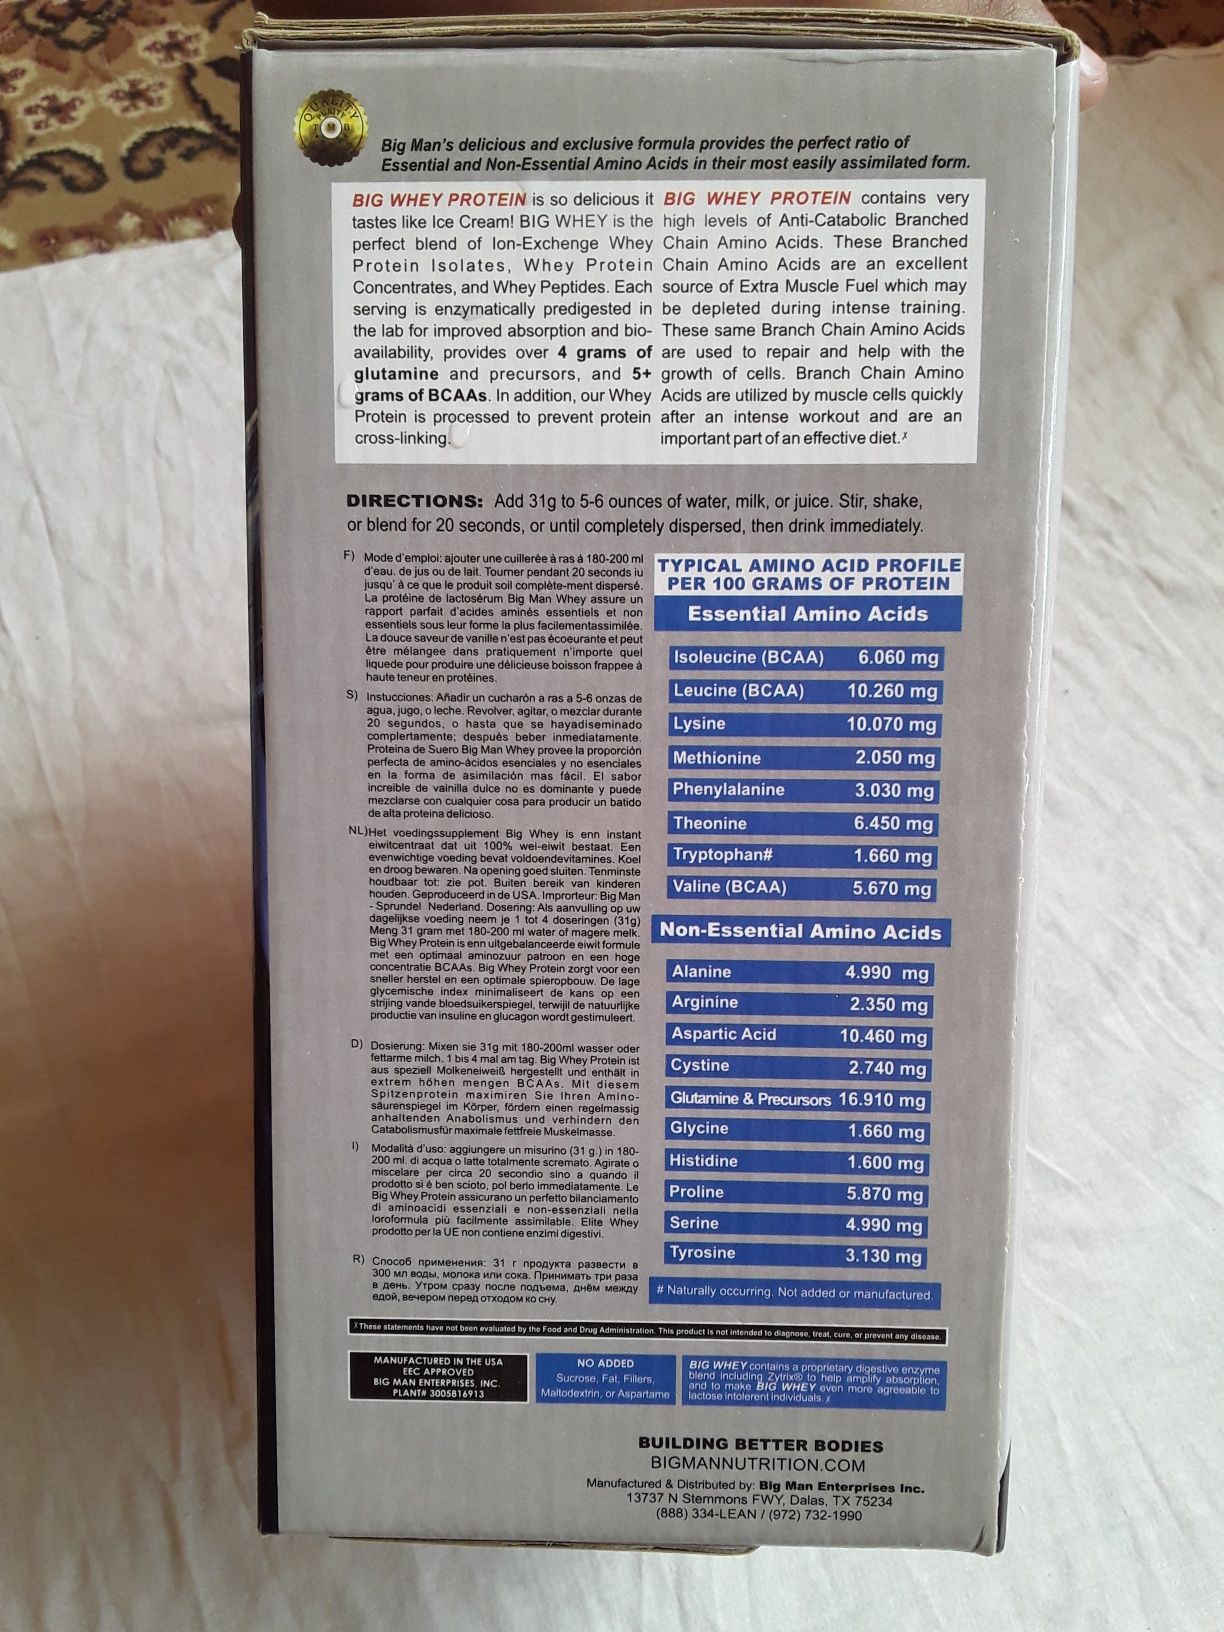 QUALITY
PURITY
T M B
Big Man's delicious and exclusive formula provides the perfect ratio of
Essential and Non-Essential Amino Acids in their most easily assimilated form.
BIG WHEY PROTEIN is so delicious it
tastes like Ice Cream! BIG WHEY is the
perfect blend of Ion-Exchenge Whey
Protein Isolates, Whey Protein
Concentrates, and Whey Peptides. Each
serving is enzymatically predigested in
the lab for improved absorption and bio-
availability, provides over 4 grams of
glutamine and precursors, and 5+
grams of BCAAs. In addition, our Whey
Protein is processed to prevent protein
cross-linking.
BIG WHEY PROTEIN contains very
high levels of Anti-Catabolic Branched
Chain Amino Acids. These Branched
Chain Amino Acids are an excellent
source of Extra Muscle Fuel which may
be depleted during intense training.
These same Branch Chain Amino Acids
are used to repair and help with the
growth of cells. Branch Chain Amino
Acids are utilized by muscle cells quickly
after an intense workout and are an
important part of an effective diet.x
DIRECTIONS: Add 31g to 5-6 ounces of water, milk, or juice. Stir, shake,
or blend for 20 seconds, or until completely dispersed, then drink immediately.
F) Mode d'emploi: ajouter une cuillerée à ras à 180-200 ml
d'eau. de jus ou de lait. Tourner pendant 20 secondes iu
jusqu' à ce que le produit soil complète-ment dispersé.
La protéine de lactosérum Big Man Whey assure un
rapport parfait d'acides aminés essentiels et non
essentiels sous leur forme la plus facilementassimilée.
La douce saveur de vanille n'est pas écoeurante et peut
être mélangee dans pratiquement n'importe quel
liquede pour produire une délicieuse boisson frappee à
haute teneur en protéines.
S) Instucciones: Añadir un cucharón a ras a 5-6 onzas de
agua, jugo, o leche. Revolver, agitar, o mezclar durante
20 segundos, o hasta que se hayadiseminado
complertamente; después beber inmediatamente.
Proteina de Suero Big Man Whey provee la proporción
perfecta de amino-ácidos esenciales y no esenciales
en la forma de asimilación mas fácil. El sabor
increible de vainilla dulce no es dominante y puede
mezclarse con cualquier cosa para producir un batido
de alta proteina delicioso.
NL)Het voedingssupplement Big Whey is enn instant
eiwitcentraat dat uit 100% wei-eiwit bestaat. Een
evenwichtige voeding bevat voldoendevitamines. Koel
en droog bewaren. Na opening goed sluiten. Tenminste
houdbaar tot: zie pot. Buiten bereik van kinderen
houden. Geproduceerd in de USA. Improrteur: Big Man
- Sprundel Nederland. Dosering: Als aanvulling op uw
dagelijkse voeding neem je 1 tot 4 doseringen (31g)
Meng 31 gram met 180-200 ml water of magere melk.
Big Whey Protein is enn uitgebalanceerde eiwit formule
met een optimaal aminozuur patroon en een hoge
concentratie BCAAs. Big Whey Protein zorgt voor een
sneller herstel en een optimale spieropbouw. De lage
glycemische index minimaliseert de kans op een
strijing vande bloedsuikerspiegel, terwijil de natuurlijke
productie van insuline en glucagon wordt gestimuleert.
D) Dosierung: Mixen sie 31g mit 180-200ml wasser oder
fettarme milch, 1 bis 4 mal am tag. Big Whey Protein ist
aus speziell Molkeneiweiß hergestellt und enthält in
extrem höhen mengen BCAAs. Mit diesem
Spitzenprotein maximiren Sie Ihren Amino-
säurenspiegel im Körper, fördern einen regelmassig
anhaltenden Anabolismus und verhindern den
Catabolismusfür maximale fettfreie Muskelmasse.
I) Modalità d'uso: aggiungere un misurino (31 g.) in 180-
200 ml. di acqua o latte totalmente scremato. Agirate o
miscelare per circa 20 secondio sino a quando il
prodotto si è ben scioto, pol berlo immediatamente. Le
Big Whey Protein assicurano un perfetto bilanciamento
di aminoacidi essenziali e non-essenziali nella
loroformula più facilmente assimilable. Elite Whey
prodotto per la UE non contiene enzimi digestivi.
R) Способ применения: 31 г продукта развести в
300 мл воды, молока или сока. Принимать три раза
в день. Утром сразу после подъема, днём между
едой, вечером перед отходом ко сну.
TYPICAL AMINO ACID PROFILE
PER 100 GRAMS OF PROTEIN
Essential Amino Acids
Isoleucine (BCAA) 6.060 mg
Leucine (BCAA) 10.260 mg
Lysine 10.070 mg
Methionine 2.050 mg
Phenylalanine 3.030 mg
Theonine 6.450 mg
Tryptophan# 1.660 mg
Valine (BCAA) 5.670 mg
Non-Essential Amino Acids
Alanine 4.990 mg
Arginine 2.350 mg
Aspartic Acid 10.460 mg
Cystine 2.740 mg
Glutamine & Precursors 16.910 mg
Glycine 1.660 mg
Histidine 1.600 mg
Proline 5.870 mg
Serine 4.990 mg
Tyrosine 3.130 mg
# Naturally occurring. Not added or manufactured.
x These statements have not been evaluated by the Food and Drug Administration. This product is not intended to diagnose, treat, cure, or prevent any disease.
MANUFACTURED IN THE USA
EEC APPROVED
BIG MAN ENTERPRISES. INC.
PLANT# 3005816913
NO ADDED
Sucrose, Fat, Fillers,
Maltodextrin, or Aspartame
BIG WHEY contains a proprietary digestive enzyme
blend including Zytrix® to help amplify absorption,
and to make BIG WHEY even more agreeable to
lactose intolerent individuals. x
BUILDING BETTER BODIES
BIGMANNUTRITION.COM
Manufactured & Distributed by: Big Man Enterprises Inc.
13737 N Stemmons FWY, Dalas, TX 75234
(888) 334-LEAN / (972) 732-1990